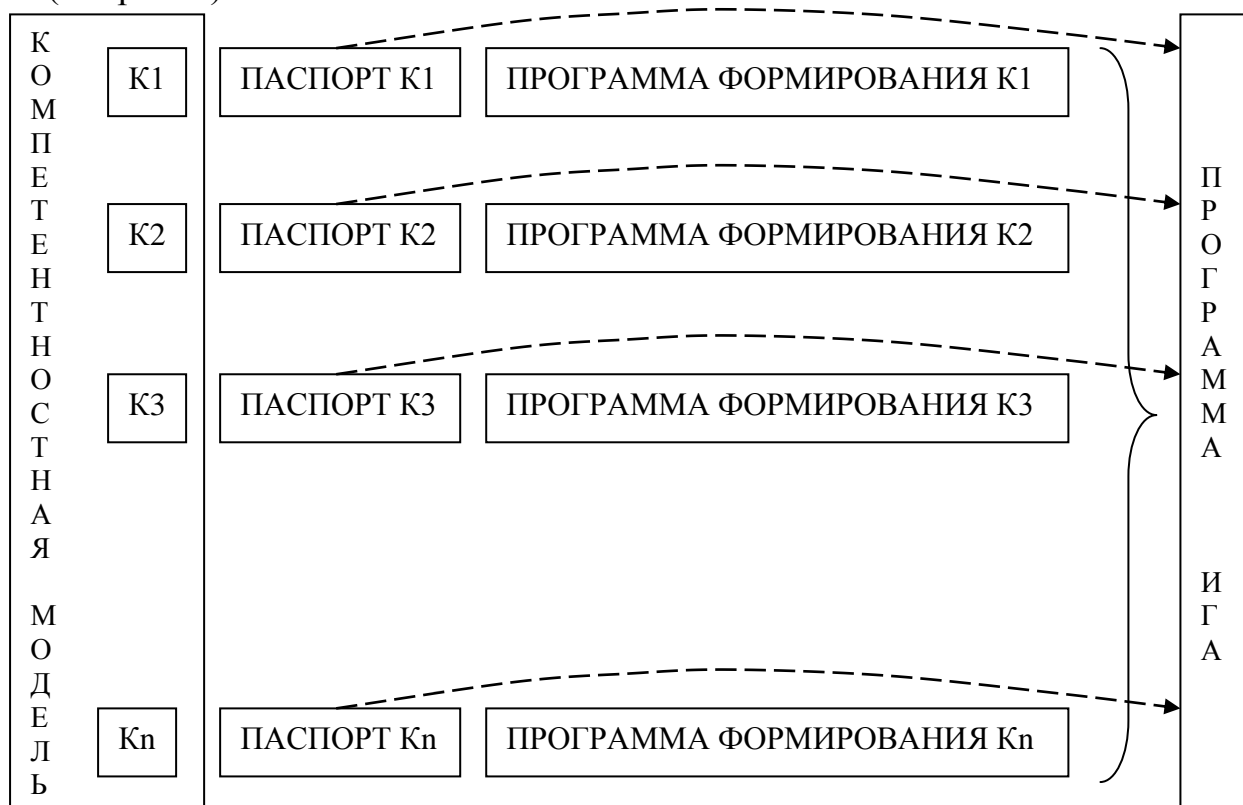 КОМПЕТЕНТНОСТНАЯ МОДЕЛЬ
К1
ПАСПОРТ К1
ПРОГРАММА ФОРМИРОВАНИЯ К1
К2
ПАСПОРТ К2
ПРОГРАММА ФОРМИРОВАНИЯ К2
К3
ПАСПОРТ К3
ПРОГРАММА ФОРМИРОВАНИЯ К3
Кn
ПАСПОРТ Кn
ПРОГРАММА ФОРМИРОВАНИЯ Кn
ПРОГРАММА ИГА